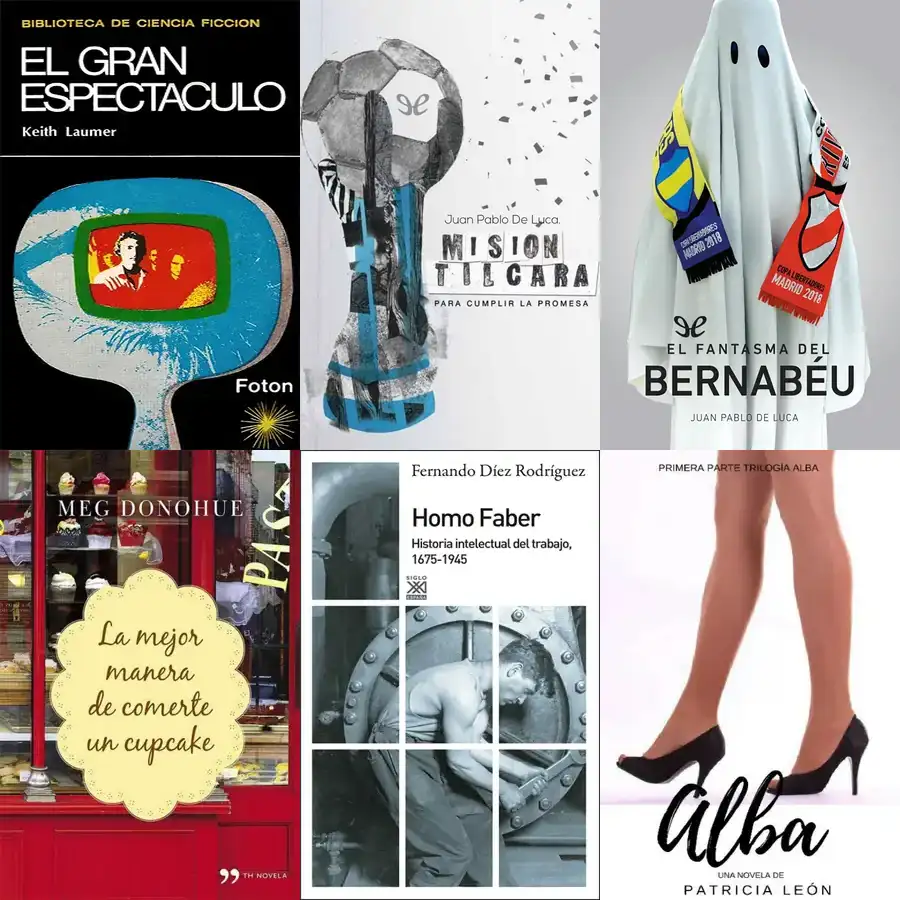 BIBLIOTECA DE CIENCIA FICCION
EL GRAN
ESPECTACULO
Keith Laumer
Foton
Juan Pablo De Luca.
MISION
TILCARA
PARA CUMPLIR LA PROMESA
COPA LIBERTADORES
MADRID 2018
COPA LIBERTADORES
MADRID 2018
EL FANTASMA DEL
BERNABÉU
JUAN PABLO DE LUCA
MEG DONOHUE
PAST
La mejor
manera
de comerte
un cupcake
TH NOVELA
Fernando Díez Rodríguez
Homo Faber
Historia intelectual del trabajo,
1675-1945
SIGLO
XXI
ESPAÑA
PRIMERA PARTE TRILOGÍA ALBA
Alba
UNA NOVELA DE
PATRICIA LEÓN